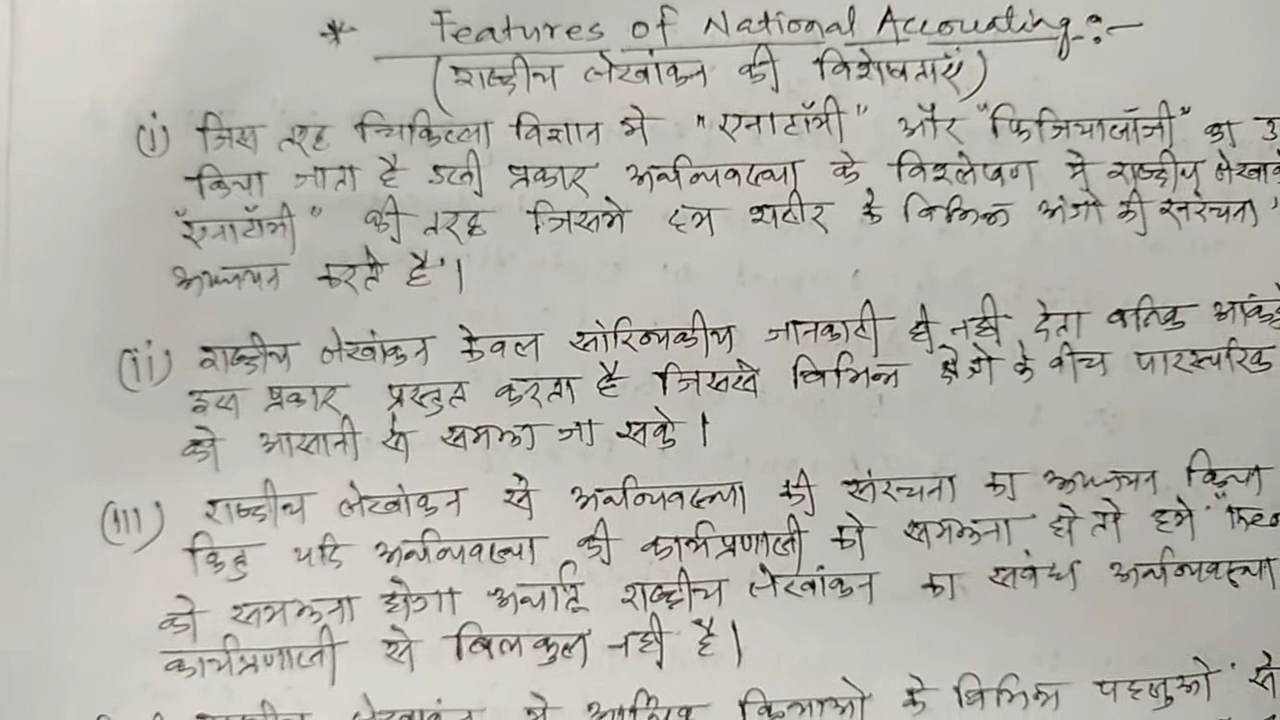 * Features of National Accounting :-
(राष्ट्रीय लेखांकन की विशेषताएँ)
(i) जिस तरह चिकित्सा विज्ञान मे "एनाटॉमी" और "फिजियोलॉजी" का
किया जाता है उसी प्रकार अर्थव्यवस्था के विश्लेषण मे राष्ट्रीय
"एनाटॉमी" की तरह जिसमे हम शरीर के विभिन्न अंगो की संरचना
अध्ययन करते है।
(ii) राष्ट्रीय लेखांकन केवल सांख्यिकीय जानकारी ही नही देता बल्कि
इस प्रकार प्रस्तुत करता है जिससे विभिन्न क्षेत्रो के बीच पारस्परिक
को आसानी से समझा जा सके।
(iii) राष्ट्रीय लेखांकन से अर्थव्यवस्था की संरचना का अध्ययन किया
किंतु यदि अर्थव्यवस्था की कार्यप्रणाली को समझना हो तो हमे
को समझना होगा अर्थात् राष्ट्रीय लेखांकन का संबंध अर्थव्यवस्था
कार्यप्रणाली से बिलकुल नही है।
राष्ट्रीय लेखांकन मे आर्थिक क्रियाओ के विभिन्न पहलुओं से